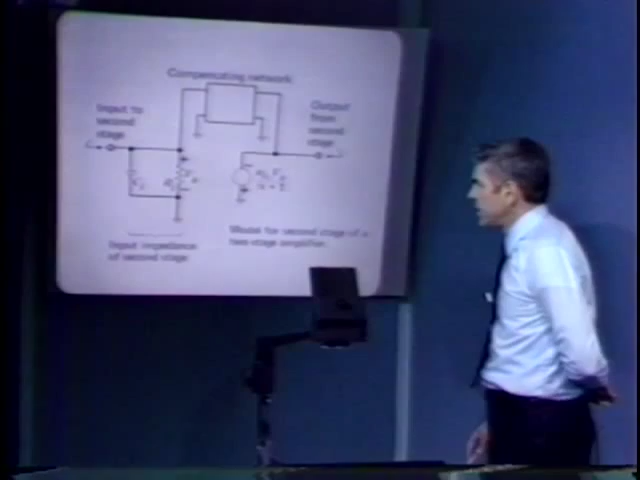 Compensating network
Input to
second
stage
Output
from
second
stage
Input impedance
of second stage
Model for second stage of a
two-stage amplifier.